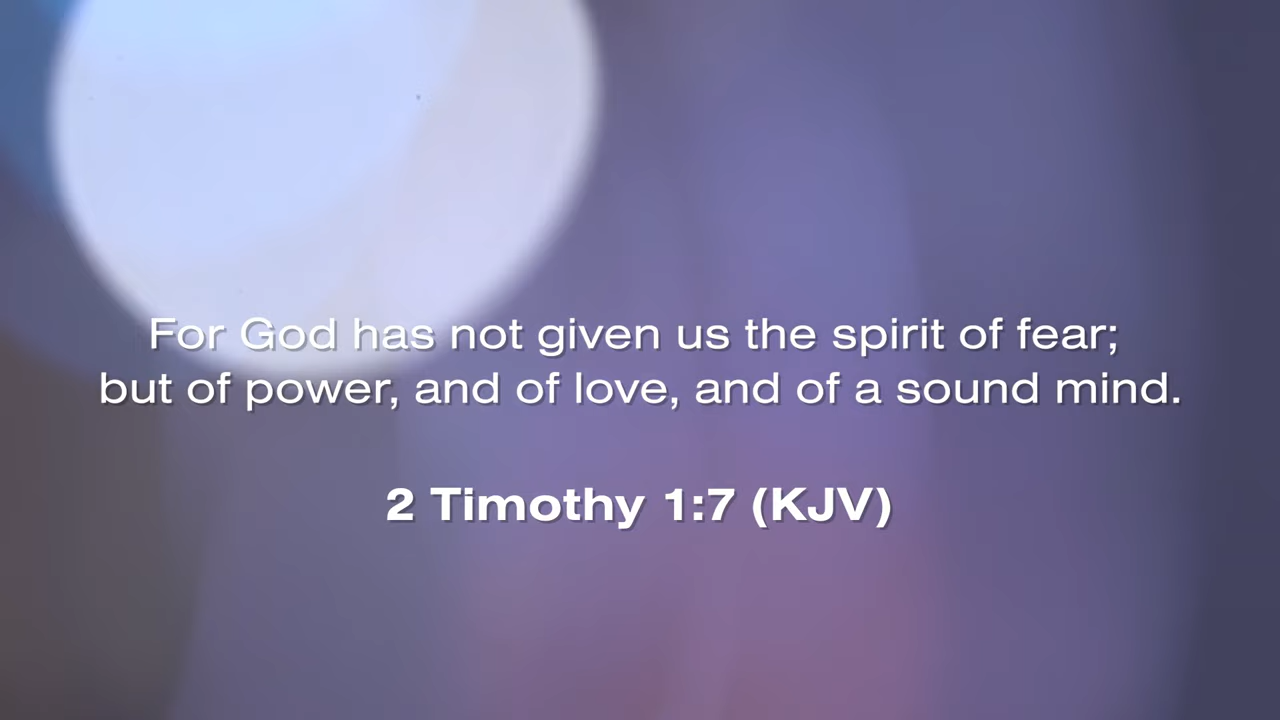 For God has not given us the spirit of fear;
but of power, and of love, and of a sound mind.
2 Timothy 1:7 (KJV)